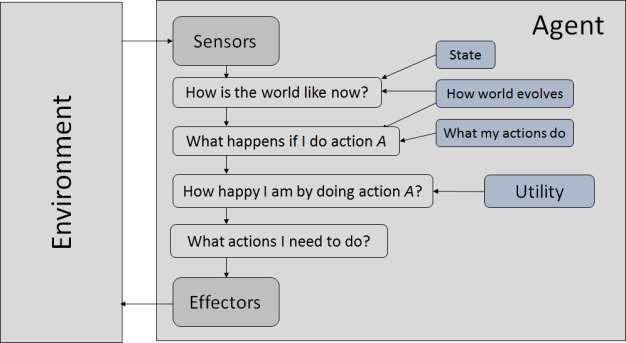 Agent
Environment
Sensors
State
How is the world like now?
How world evolves
What happens if I do action A
What my actions do
How happy I am by doing action A?
Utility
What actions I need to do?
Effectors